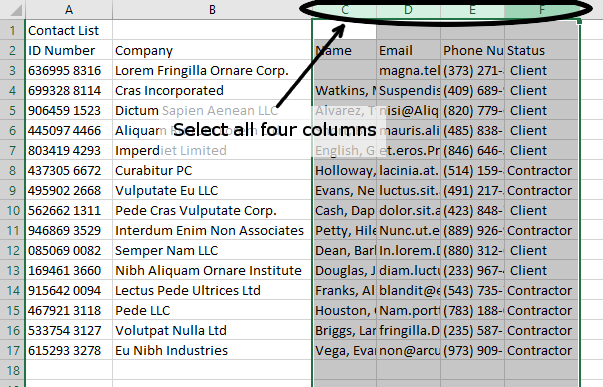 A B C D E F
1 Contact List
2 ID Number Company Name Email Phone Nu Status
3 636995 8316 Lorem Fringilla Ornare Corp. magna.tel (373) 271- Client
4 699328 8114 Cras Incorporated Watkins, M Suspendis (409) 689- Client
5 906459 1523 Dictum Sapien Aenean LLC Alvarez, T nisi@Aliq (820) 779- Client
6 445097 4466 Aliquam mauris.ali (485) 838- Client
Select all four columns
7 803419 4293 Imperdiet Limited English, G et.eros.Pr (846) 646- Client
8 437305 6672 Curabitur PC Holloway, lacinia.at. (514) 159- Contractor
9 495902 2668 Vulputate Eu LLC Evans, Ne luctus.sit. (491) 217- Contractor
10 562662 1311 Pede Cras Vulputate Corp. Cash, Dap dolor.sit.a (423) 848- Client
11 946869 3529 Interdum Enim Non Associates Petty, Hile Nunc.ut.e (889) 926- Contractor
12 085069 0082 Semper Nam LLC Dean, Barl In.lorem.D (880) 312- Client
13 169461 3660 Nibh Aliquam Ornare Institute Douglas, J diam.luctu (233) 967- Client
14 915642 0094 Lectus Pede Ultrices Ltd Franks, Al blandit@e (543) 735- Contractor
15 467921 3118 Pede LLC Houston, Nam.portt (783) 188- Contractor
16 533754 3127 Volutpat Nulla Ltd Briggs, Lar fringilla.D (235) 587- Contractor
17 615293 3278 Eu Nibh Industries Vega, Evar non@arcu (973) 909- Contractor
18